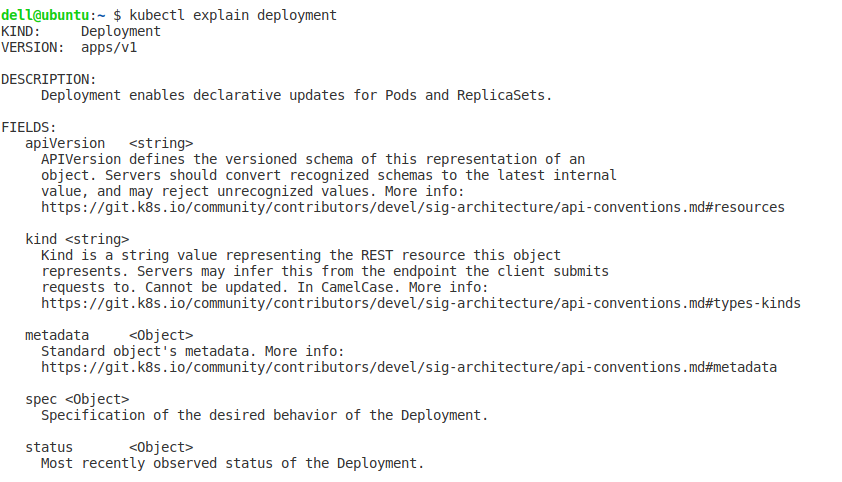 dell@ubuntu:~ $ kubectl explain deployment
KIND:     Deployment
VERSION:  apps/v1

DESCRIPTION:
     Deployment enables declarative updates for Pods and ReplicaSets.

FIELDS:
   apiVersion   <string>
     APIVersion defines the versioned schema of this representation of an
     object. Servers should convert recognized schemas to the latest internal
     value, and may reject unrecognized values. More info:
     https://git.k8s.io/community/contributors/devel/sig-architecture/api-conventions.md#resources

   kind <string>
     Kind is a string value representing the REST resource this object
     represents. Servers may infer this from the endpoint the client submits
     requests to. Cannot be updated. In CamelCase. More info:
     https://git.k8s.io/community/contributors/devel/sig-architecture/api-conventions.md#types-kinds

   metadata     <Object>
     Standard object's metadata. More info:
     https://git.k8s.io/community/contributors/devel/sig-architecture/api-conventions.md#metadata

   spec <Object>
     Specification of the desired behavior of the Deployment.

   status       <Object>
     Most recently observed status of the Deployment.